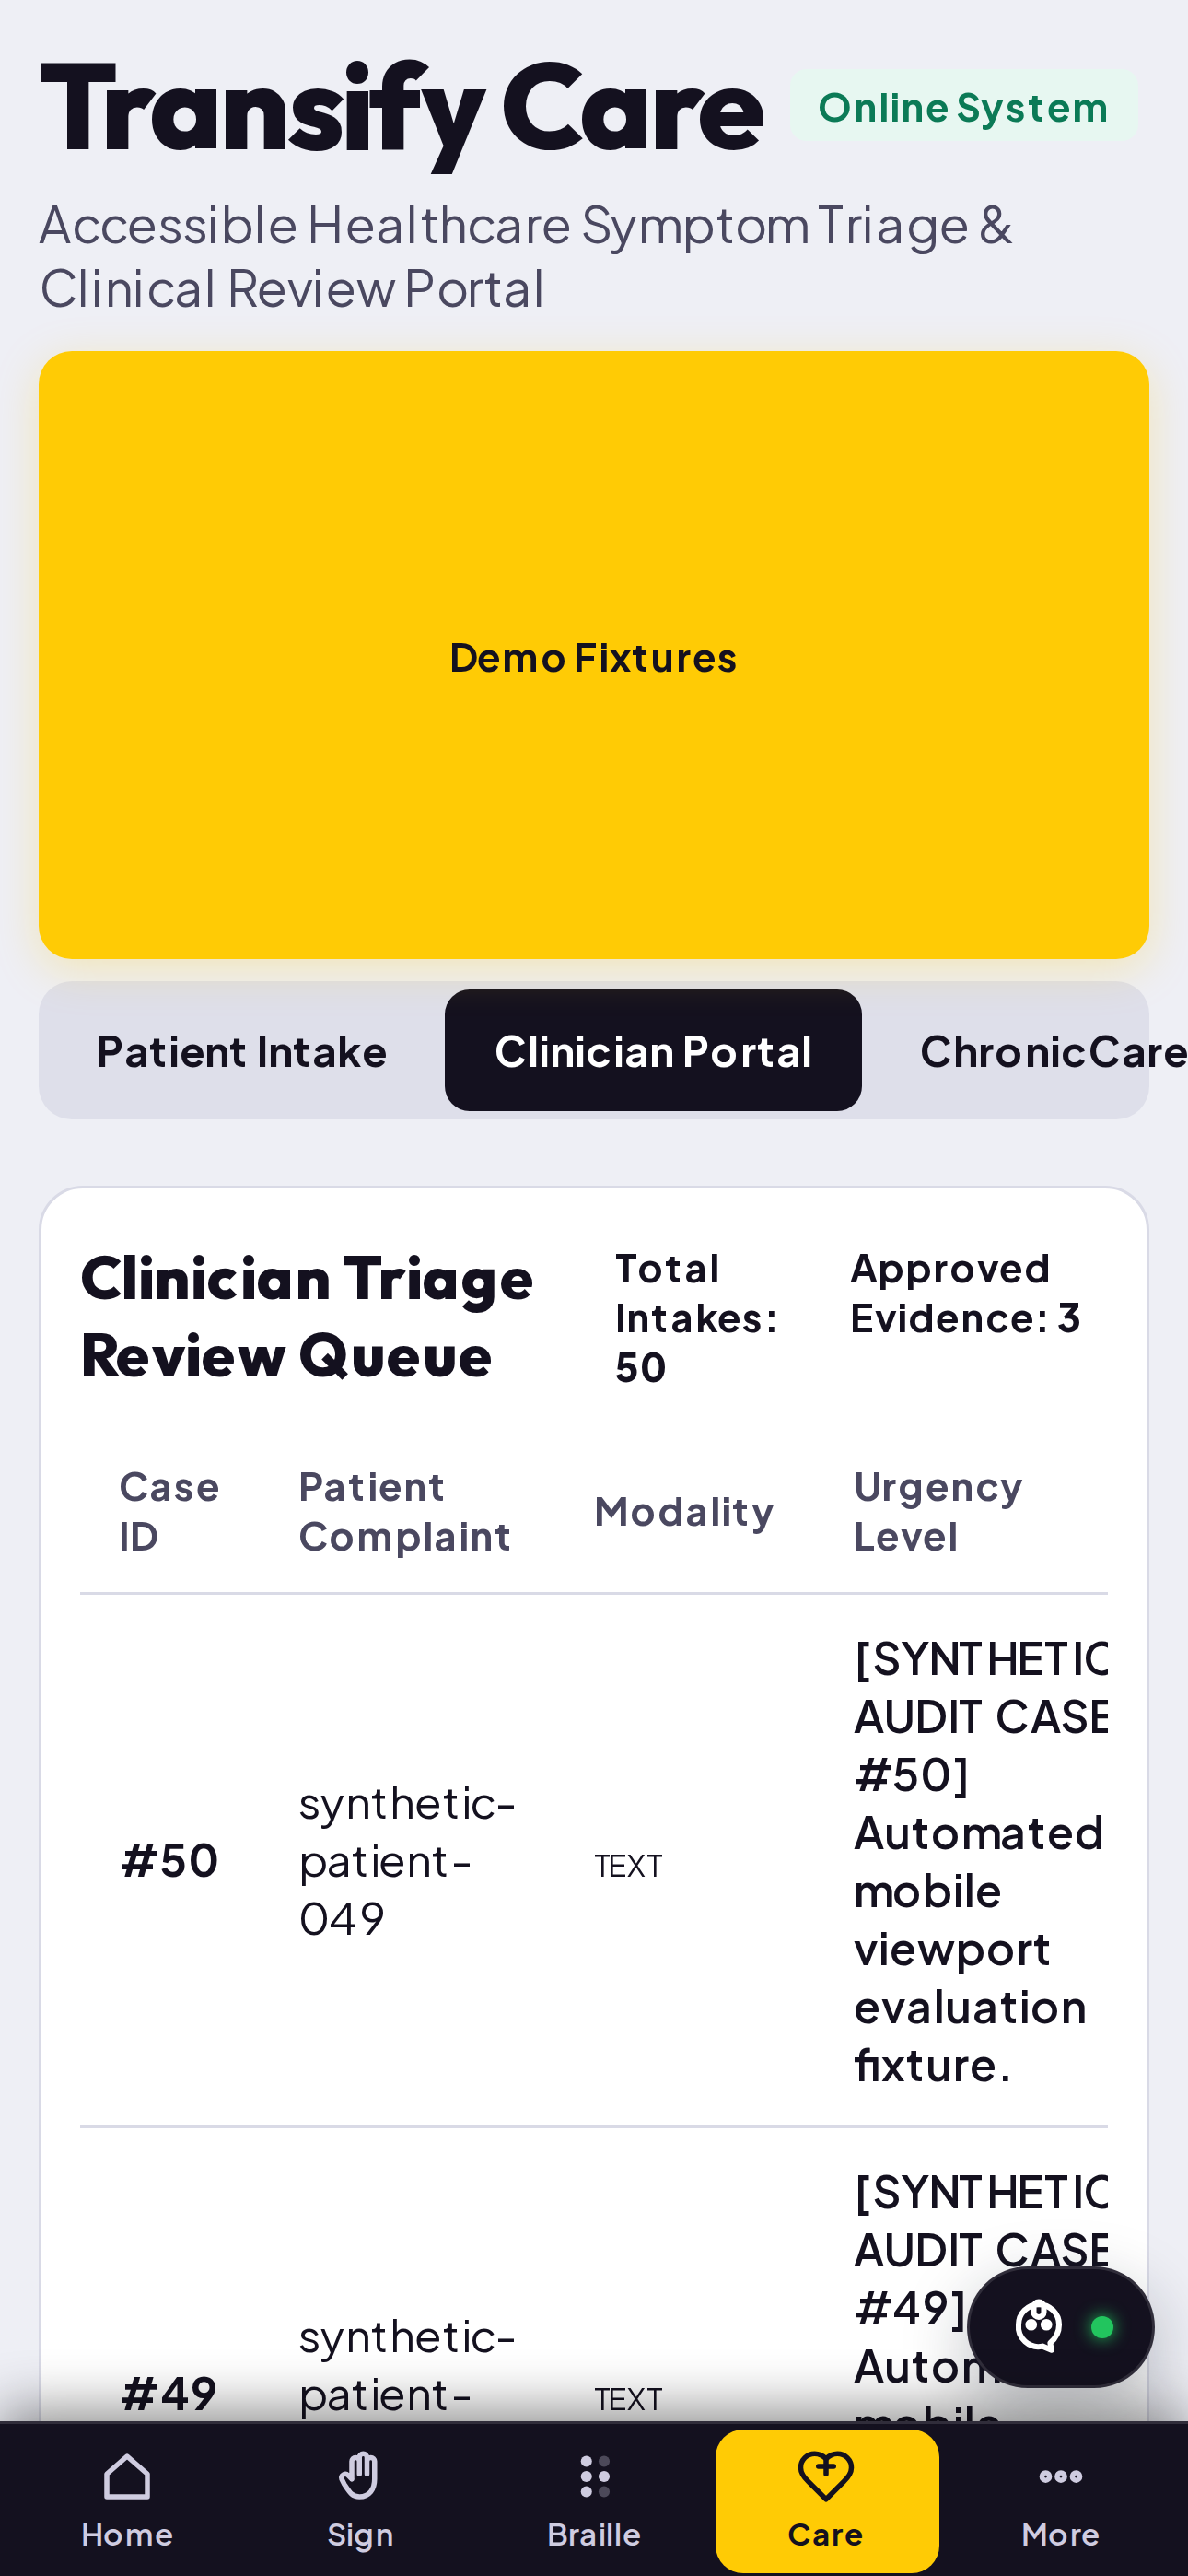 Transify Care
Online System
Accessible Healthcare Symptom Triage &
Clinical Review Portal
Demo Fixtures
Patient Intake
Clinician Portal
Chronic Care
Clinician Triage
Review Queue
Total
Intakes:
50
Approved
Evidence: 3
Case
ID
Patient
Complaint
Modality
Urgency
Level
#50
synthetic-
patient-
049
TEXT
[SYNTHETIC
AUDIT CASE
#50]
Automated
mobile
viewport
evaluation
fixture.
#49
synthetic-
patient-
TEXT
[SYNTHETIC
AUDIT CASE
#49]
Home
Sign
Braille
Care
More